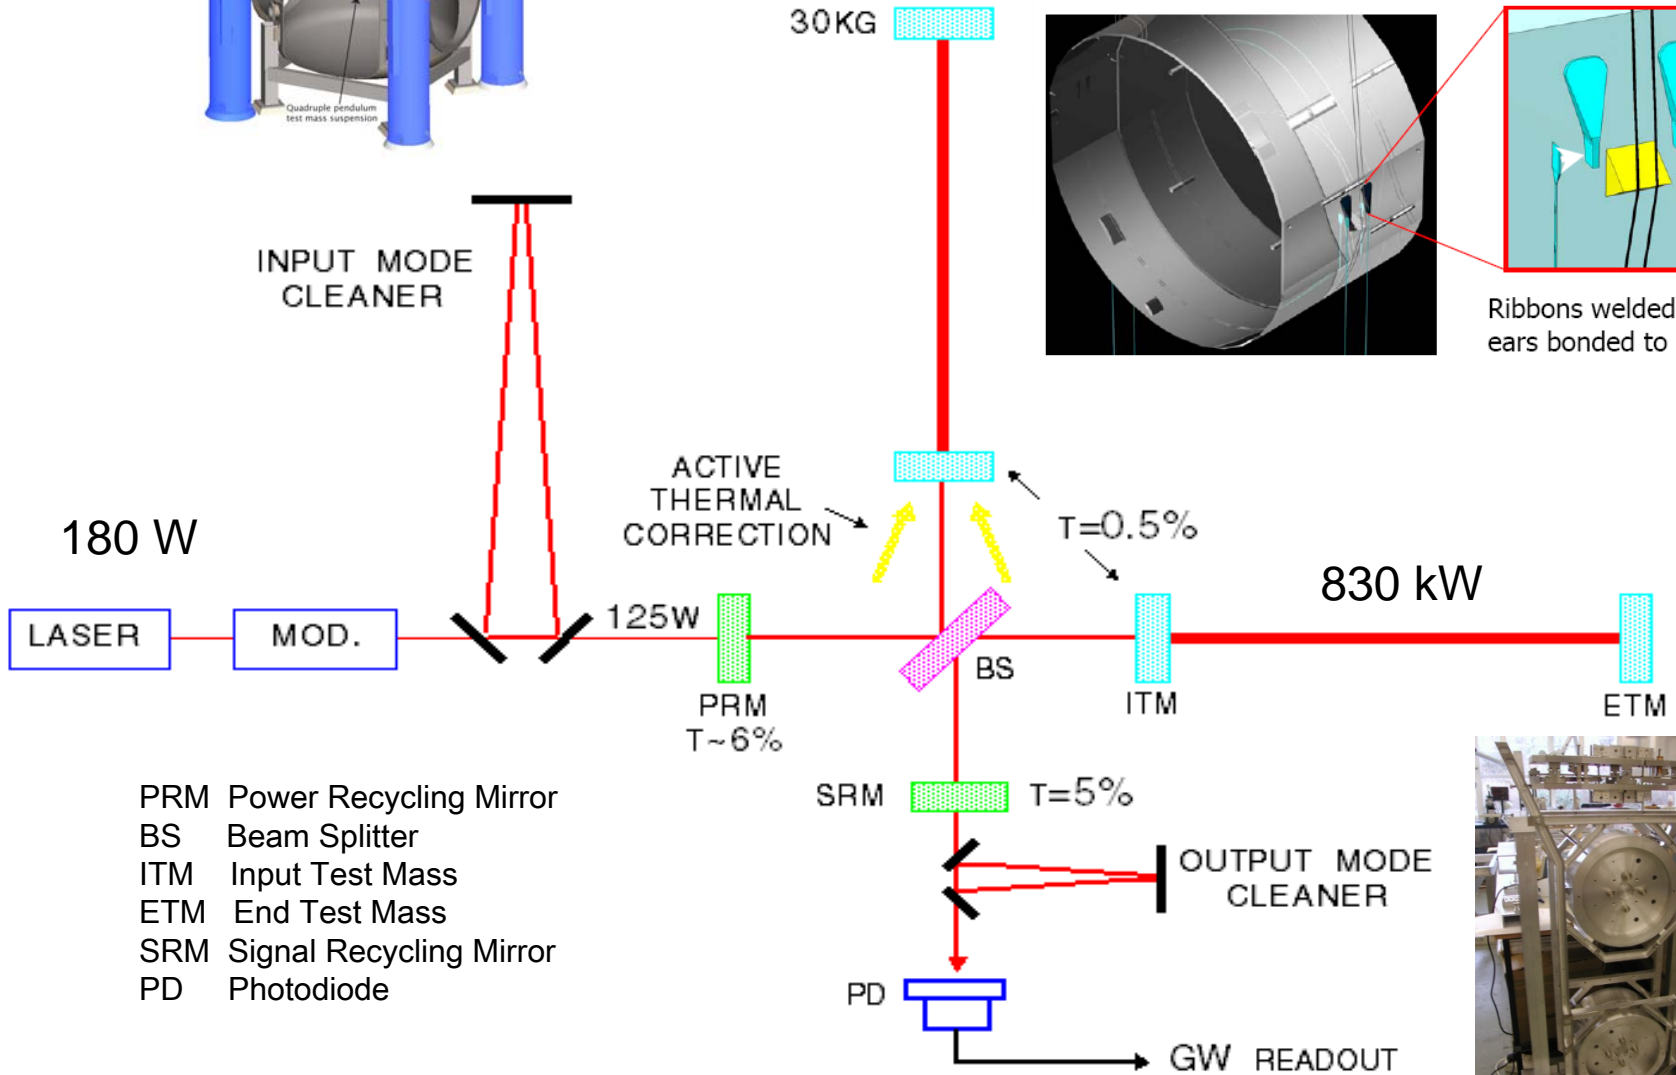 Quadruple pendulum
test mass suspension
30KG
Ribbons welded
ears bonded to
INPUT MODE
CLEANER
ACTIVE
THERMAL
CORRECTION
T=0.5%
180 W
830 kW
LASER
MOD.
125W
BS
PRM
T~6%
ITM
ETM
SRM
T=5%
PRM Power Recycling Mirror
BS Beam Splitter
ITM Input Test Mass
ETM End Test Mass
SRM Signal Recycling Mirror
PD Photodiode
OUTPUT MODE
CLEANER
PD
GW READOUT